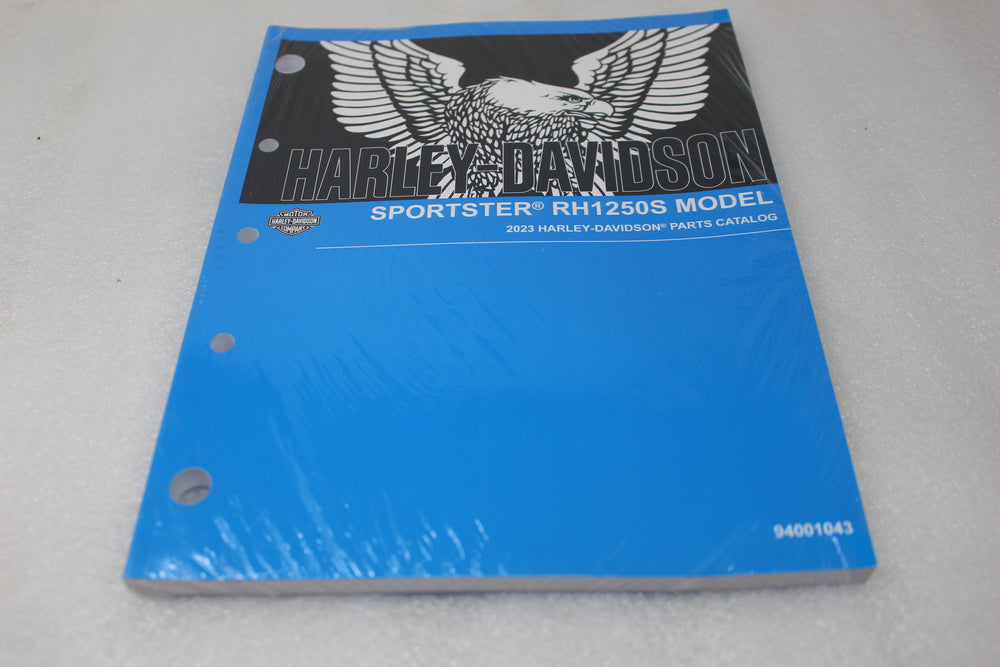 HARLEY-DAVIDSON
SPORTSTER® RH1250S MODEL
2023 HARLEY-DAVIDSON® PARTS CATALOG
MOTOR
HARLEY-DAVIDSON
COMPANY
94001043